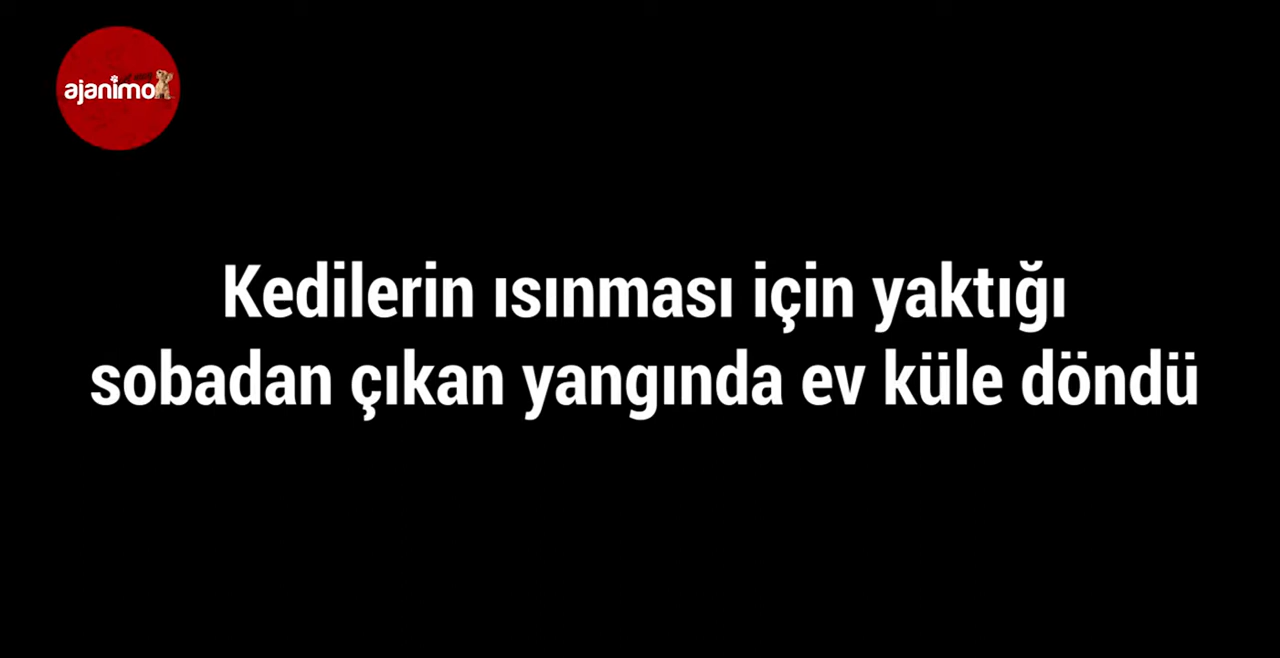 ajanimo
Kedilerin ısınması için yaktığı
sobadan çıkan yangında ev küle döndü